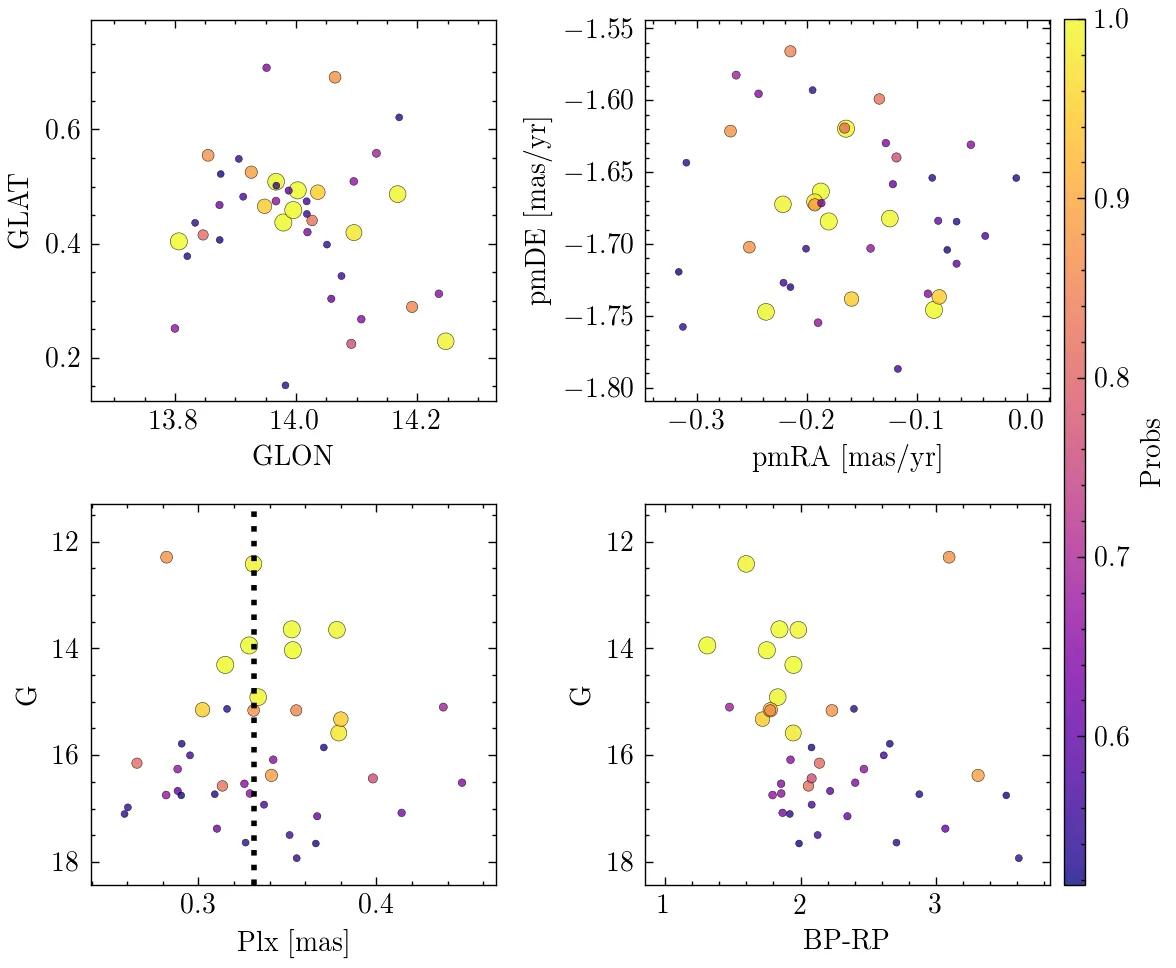 0.6
0.4
0.2
GLAT
13.8 14.0 14.2
GLON
−1.55
−1.60
−1.65
−1.70
−1.75
−1.80
pmDE [mas/yr]
−0.3 −0.2 −0.1 0.0
pmRA [mas/yr]
1.0
0.9
0.8
0.7
0.6
Probs
12
14
16
18
G
0.3 0.4
Plx [mas]
12
14
16
18
G
1 2 3
BP-RP